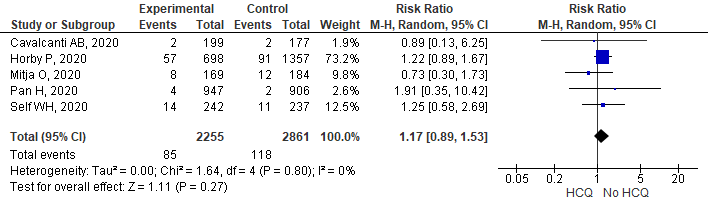 Experimental Control Risk Ratio Risk Ratio
Study or Subgroup Events Total Events Total Weight M-H, Random, 95% CI M-H, Random, 95% CI
Cavalcanti AB, 2020 2 199 2 177 1.9% 0.89 [0.13, 6.25]
Horby P, 2020 57 698 91 1357 73.2% 1.22 [0.89, 1.67]
Mitja O, 2020 8 169 12 184 10.0% 0.73 [0.30, 1.73]
Pan H, 2020 4 947 2 906 2.5% 1.91 [0.35, 10.42]
Self WH, 2020 14 242 11 237 12.5% 1.25 [0.58, 2.69]
Total (95% CI) 2255 2861 100.0% 1.17 [0.89, 1.53]
Total events 85 118
Heterogeneity: Tau² = 0.00; Chi² = 1.64, df = 4 (P = 0.80); I² = 0%
Test for overall effect: Z = 1.11 (P = 0.27)
0.05 0.2 1 5 20
HCQ No HCQ